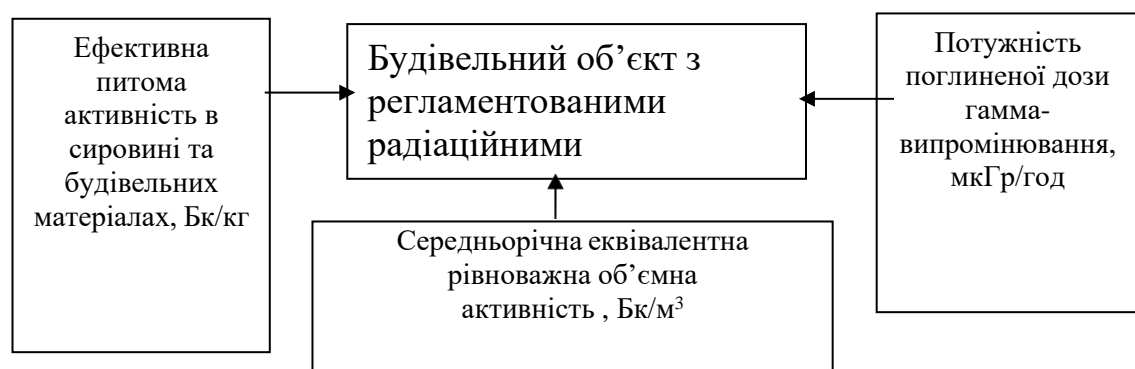 Ефективна
питома
активність в
сировині та
будівельних
матеріалах, Бк/кг
Будівельний об’єкт з
регламентованими
радіаційними
Потужність
поглиненої дози
гамма-
випромінювання,
мкГр/год
Середньорічна еквівалентна
рівноважна об’ємна
активність , Бк/м³